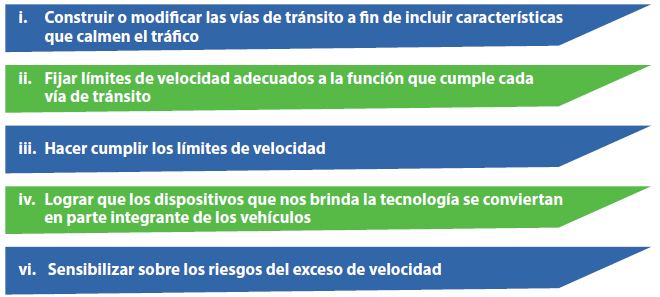 i. Construir o modificar las vías de tránsito a fin de incluir características
que calmen el tráfico
ii. Fijar límites de velocidad adecuados a la función que cumple cada
vía de tránsito
iii. Hacer cumplir los límites de velocidad
iv. Lograr que los dispositivos que nos brinda la tecnología se conviertan
en parte integrante de los vehículos
vi. Sensibilizar sobre los riesgos del exceso de velocidad